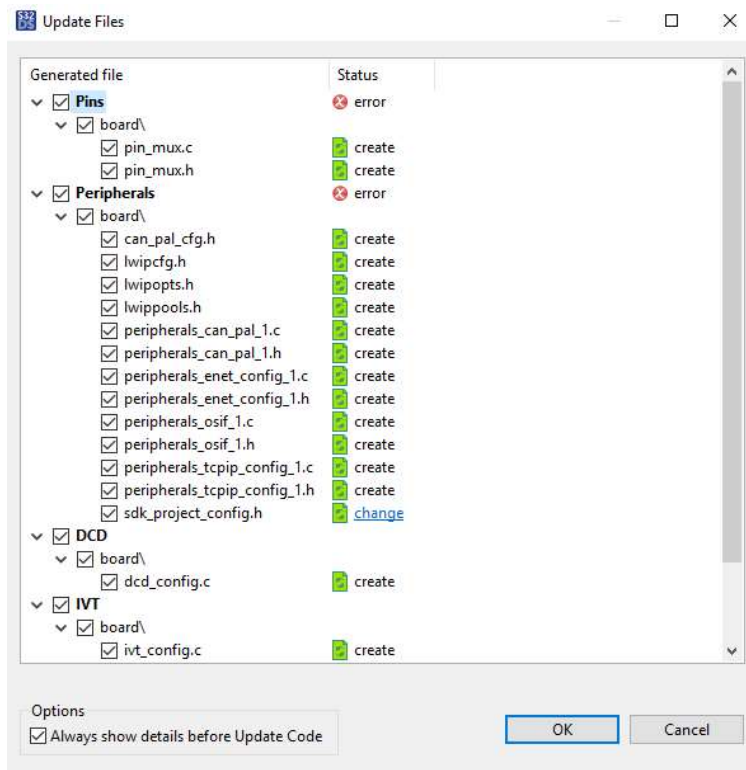 S32
DS
Update Files
Generated file Status
Pins error
board\
pin_mux.c create
pin_mux.h create
Peripherals error
board\
can_pal_cfg.h create
lwipcfg.h create
lwipopts.h create
lwippools.h create
peripherals_can_pal_1.c create
peripherals_can_pal_1.h create
peripherals_enet_config_1.c create
peripherals_enet_config_1.h create
peripherals_osif_1.c create
peripherals_osif_1.h create
peripherals_tcpip_config_1.c create
peripherals_tcpip_config_1.h create
sdk_project_config.h change
DCD
board\
dcd_config.c create
IVT
board\
ivt_config.c create
Options
Always show details before Update Code
OK Cancel